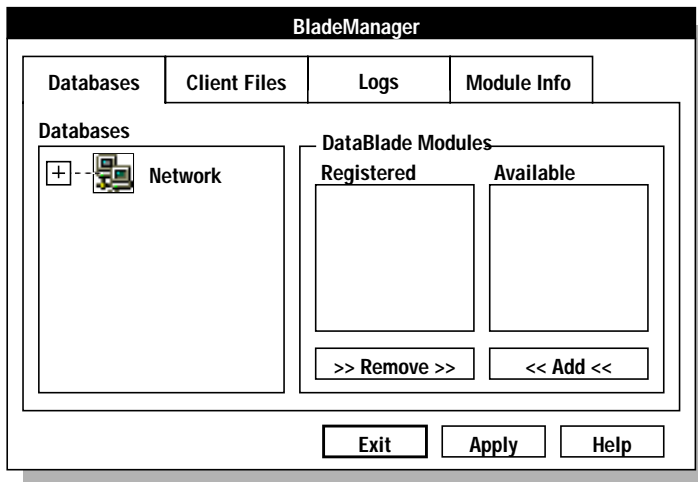 BladeManager
Databases Client Files Logs Module Info
Databases
DataBlade Modules
Network
Registered Available
>> Remove >> << Add <<
Exit Apply Help